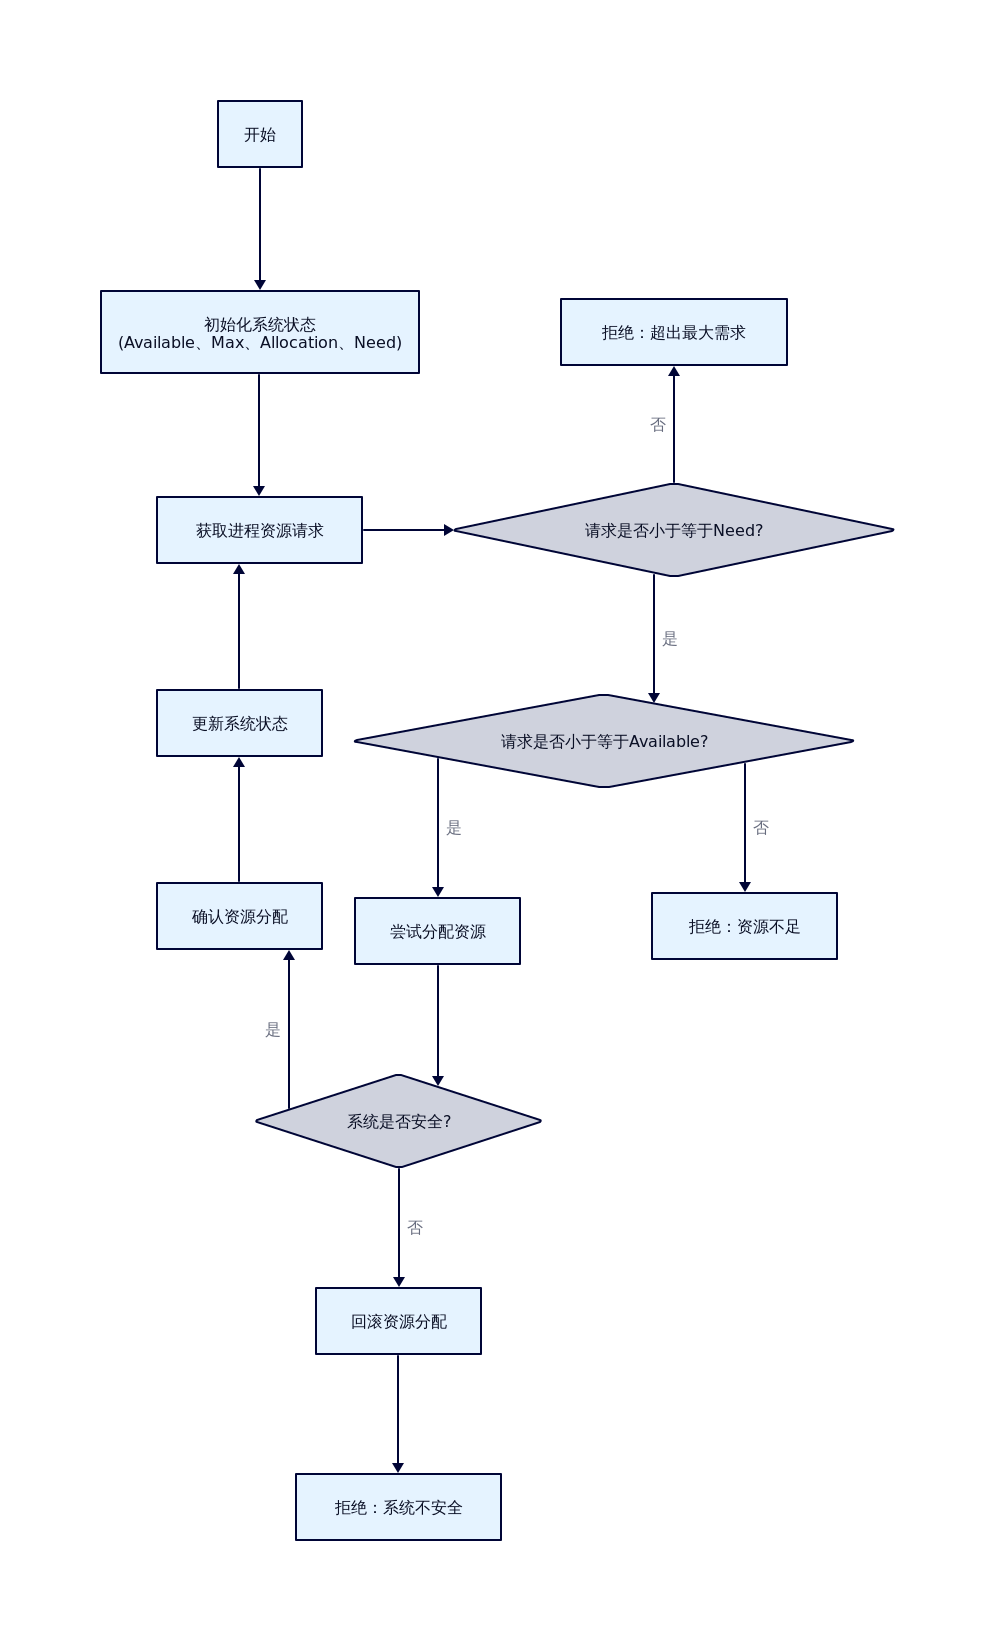 开始
初始化系统状态
(Available、Max、Allocation、Need)
拒绝：超出最大需求
否
获取进程资源请求
请求是否小于等于Need?
是
更新系统状态
请求是否小于等于Available?
是
否
确认资源分配
尝试分配资源
拒绝：资源不足
是
系统是否安全?
否
回滚资源分配
拒绝：系统不安全